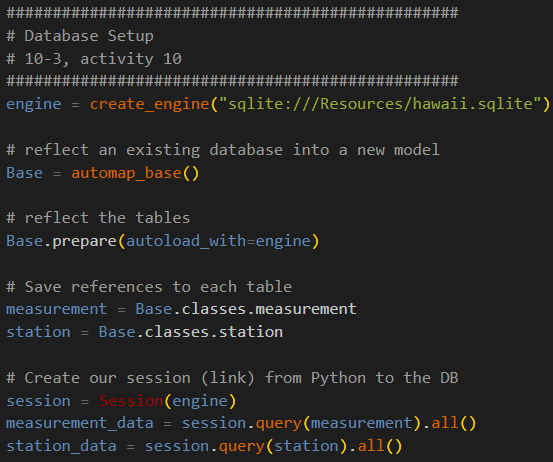 #################################################
# Database Setup
# 10-3, activity 10
#################################################
engine = create_engine("sqlite:///Resources/hawaii.sqlite")
# reflect an existing database into a new model
Base = automap_base()
# reflect the tables
Base.prepare(autoload_with=engine)
# Save references to each table
measurement = Base.classes.measurement
station = Base.classes.station
# Create our session (link) from Python to the DB
session = Session(engine)
measurement_data = session.query(measurement).all()
station_data = session.query(station).all()